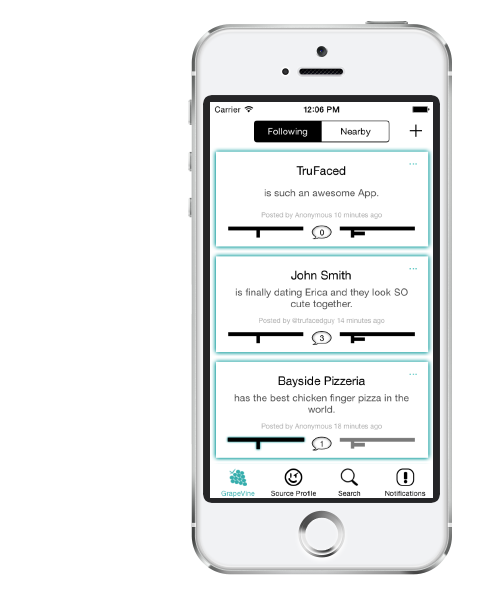 Carrier 12:06 PM
Following Nearby +
TruFaced
is such an awesome App.
Posted by Anonymous 10 minutes ago
0
John Smith
is finally dating Erica and they look SO
cute together.
Posted by @trufacedguy 14 minutes ago
3
Bayside Pizzeria
has the best chicken finger pizza in the
world.
Posted by Anonymous 18 minutes ago
1
GrapeVine Source Profile Search Notifications